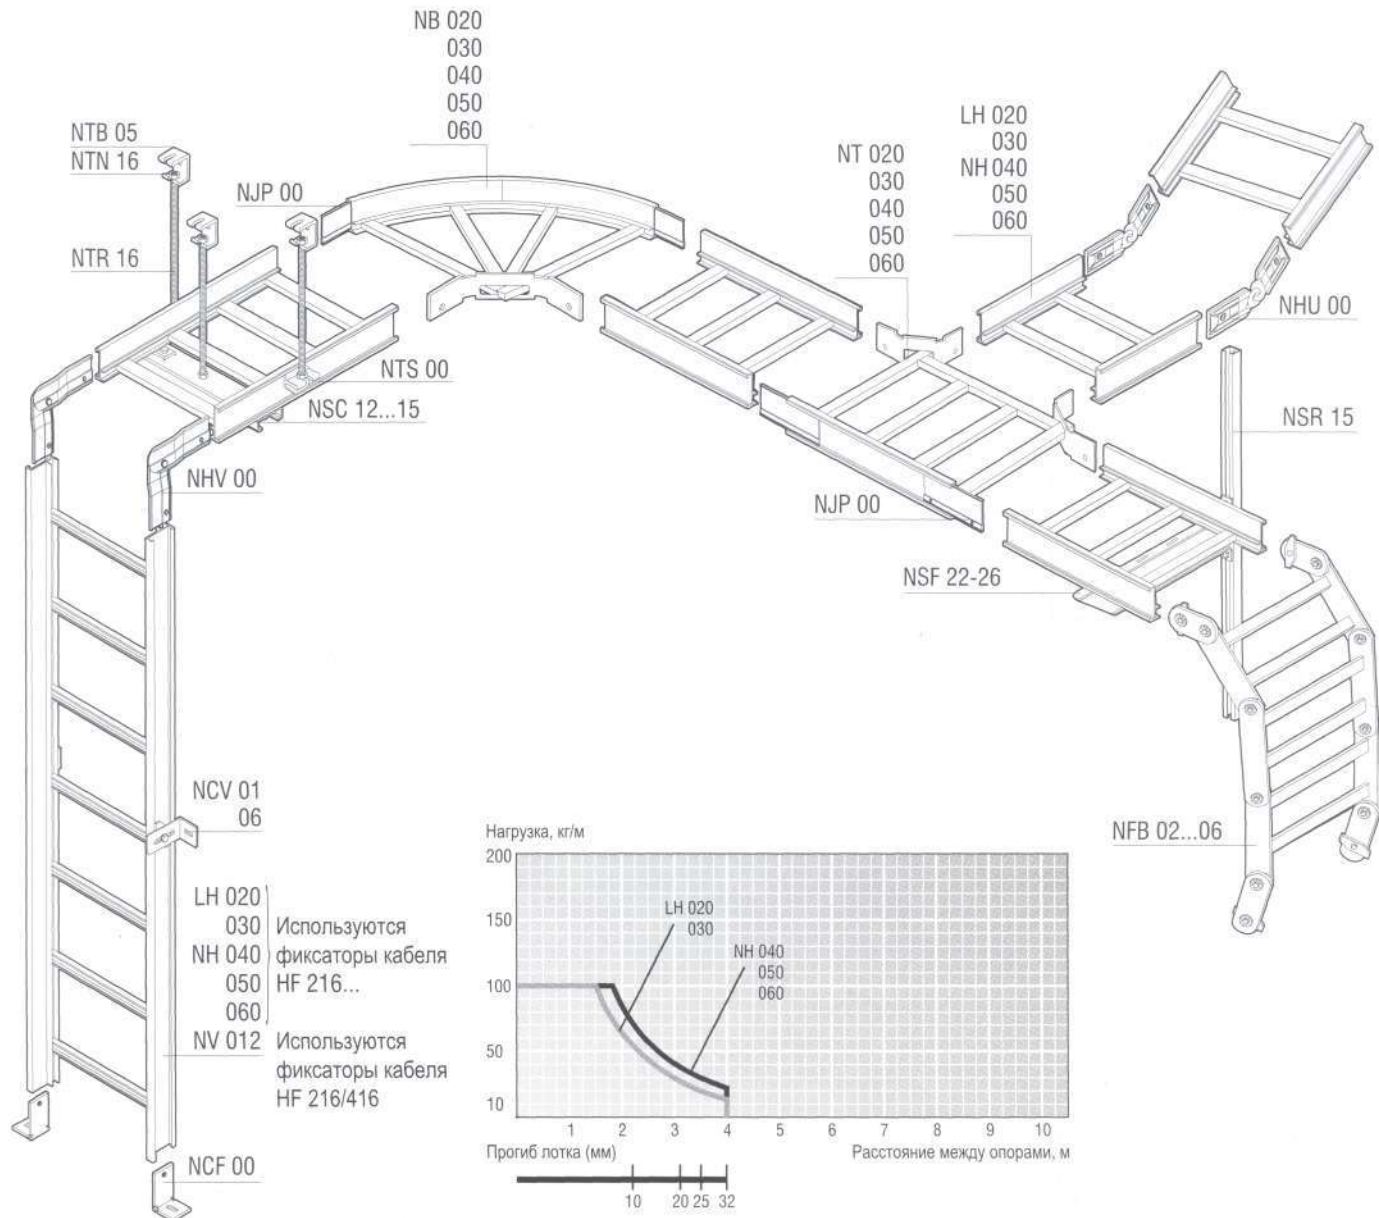 NB 020
030
040
050
060
NTB 05
NTN 16
NJP 00
NTR 16
NT 020
030
040
050
060
LH 020
030
NH 040
050
060
NHU 00
NTS 00
NSC 12...15
NSR 15
NHV 00
NJP 00
NSF 22-26
NCV 01
06
NFB 02...06
LH 020
030 Используются
NH 040 фиксаторы кабеля
050 HF 216...
060
NV 012 Используются
фиксаторы кабеля
HF 216/416
NCF 00
Нагрузка, кг/м
200
150
100
50
10
LH 020
030
NH 040
050
060
1 2 3 4 5 6 7 8 9 10
Прогиб лотка (мм) Расстояние между опорами, м
10 20 25 32